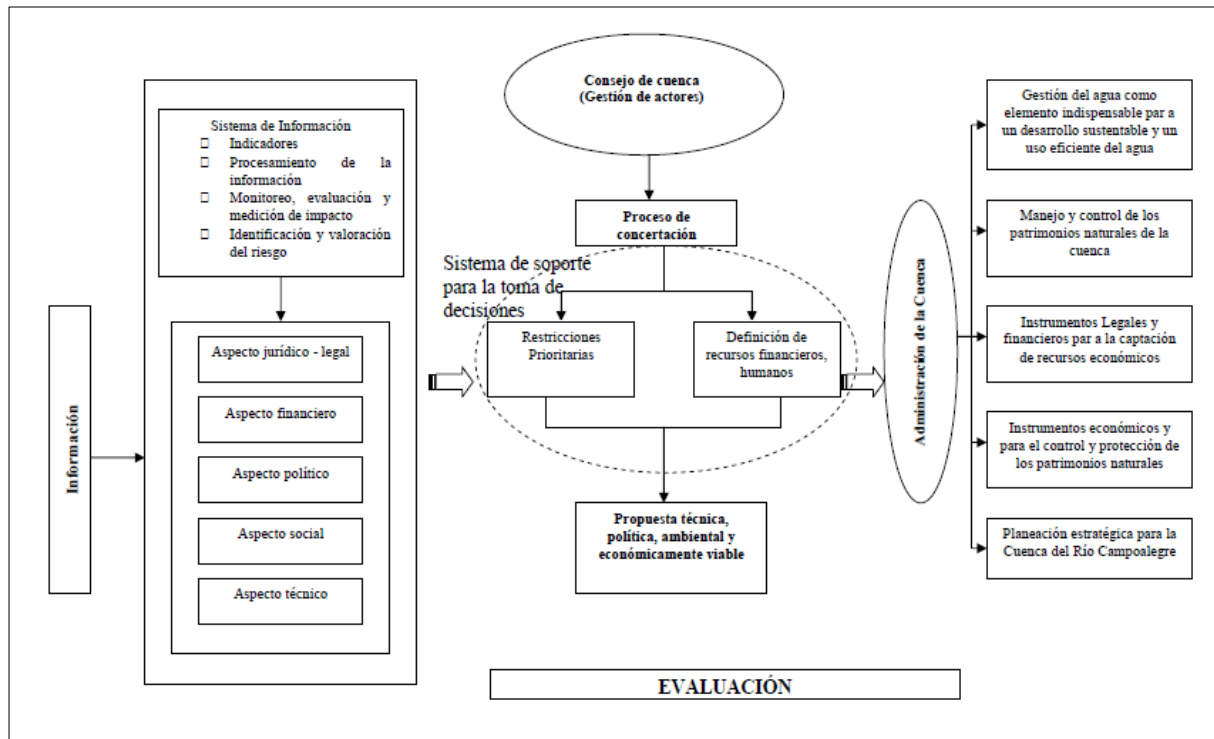 Información
Sistema de Información
Indicadores
Procesamiento de la
información
Monitoreo, evaluación y
medición de impacto
Identificación y valoración
del riesgo
Aspecto jurídico - legal
Aspecto financiero
Aspecto político
Aspecto social
Aspecto técnico
Consejo de cuenca
(Gestión de actores)
Proceso de
concertación
Sistema de soporte
para la toma de
decisiones
Restricciones
Prioritarias
Definición de
recursos financieros,
humanos
Propuesta técnica,
política, ambiental y
económicamente viable
EVALUACIÓN
Administración de la Cuenca
Gestión del agua como
elemento indispensable par a
un desarrollo sustentable y un
uso eficiente del agua
Manejo y control de los
patrimonios naturales de la
cuenca
Instrumentos Legales y
financieros par a la captación
de recursos económicos
Instrumentos económicos y
para el control y protección de
los patrimonios naturales
Planeación estratégica para la
Cuenca del Río Campoalegre